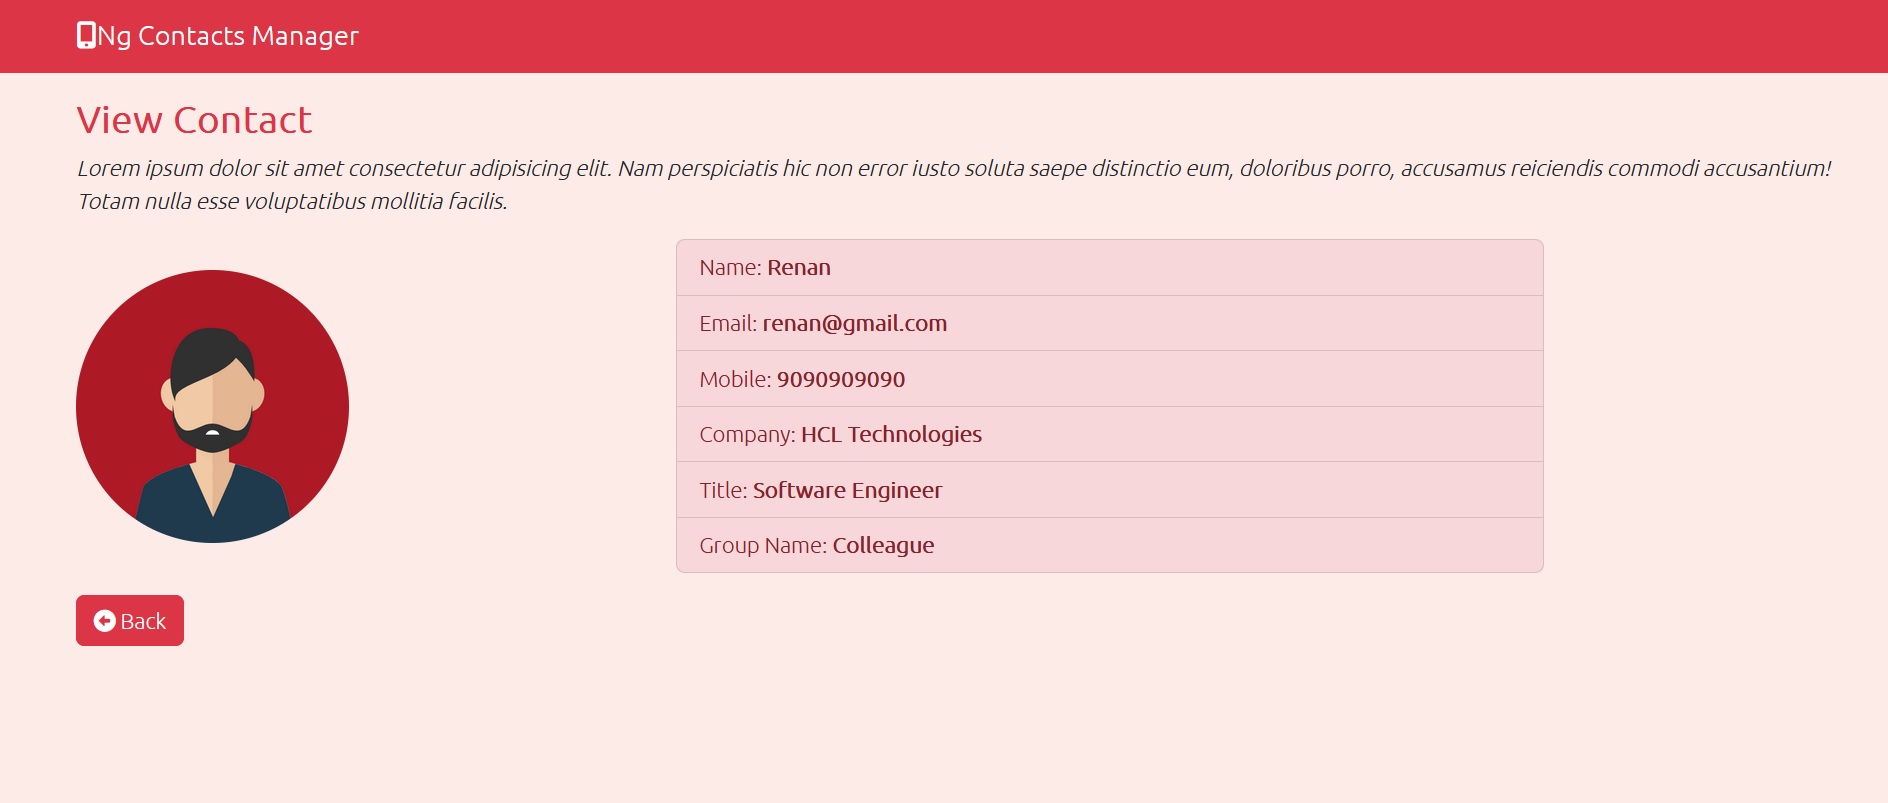 Ng Contacts Manager
View Contact
Lorem ipsum dolor sit amet consectetur adipisicing elit. Nam perspiciatis hic non error iusto soluta saepe distinctio eum, doloribus porro, accusamus reiciendis commodi accusantium!
Totam nulla esse voluptatibus mollitia facilis.
Name: Renan
Email: renan@gmail.com
Mobile: 9090909090
Company: HCL Technologies
Title: Software Engineer
Group Name: Colleague
Back